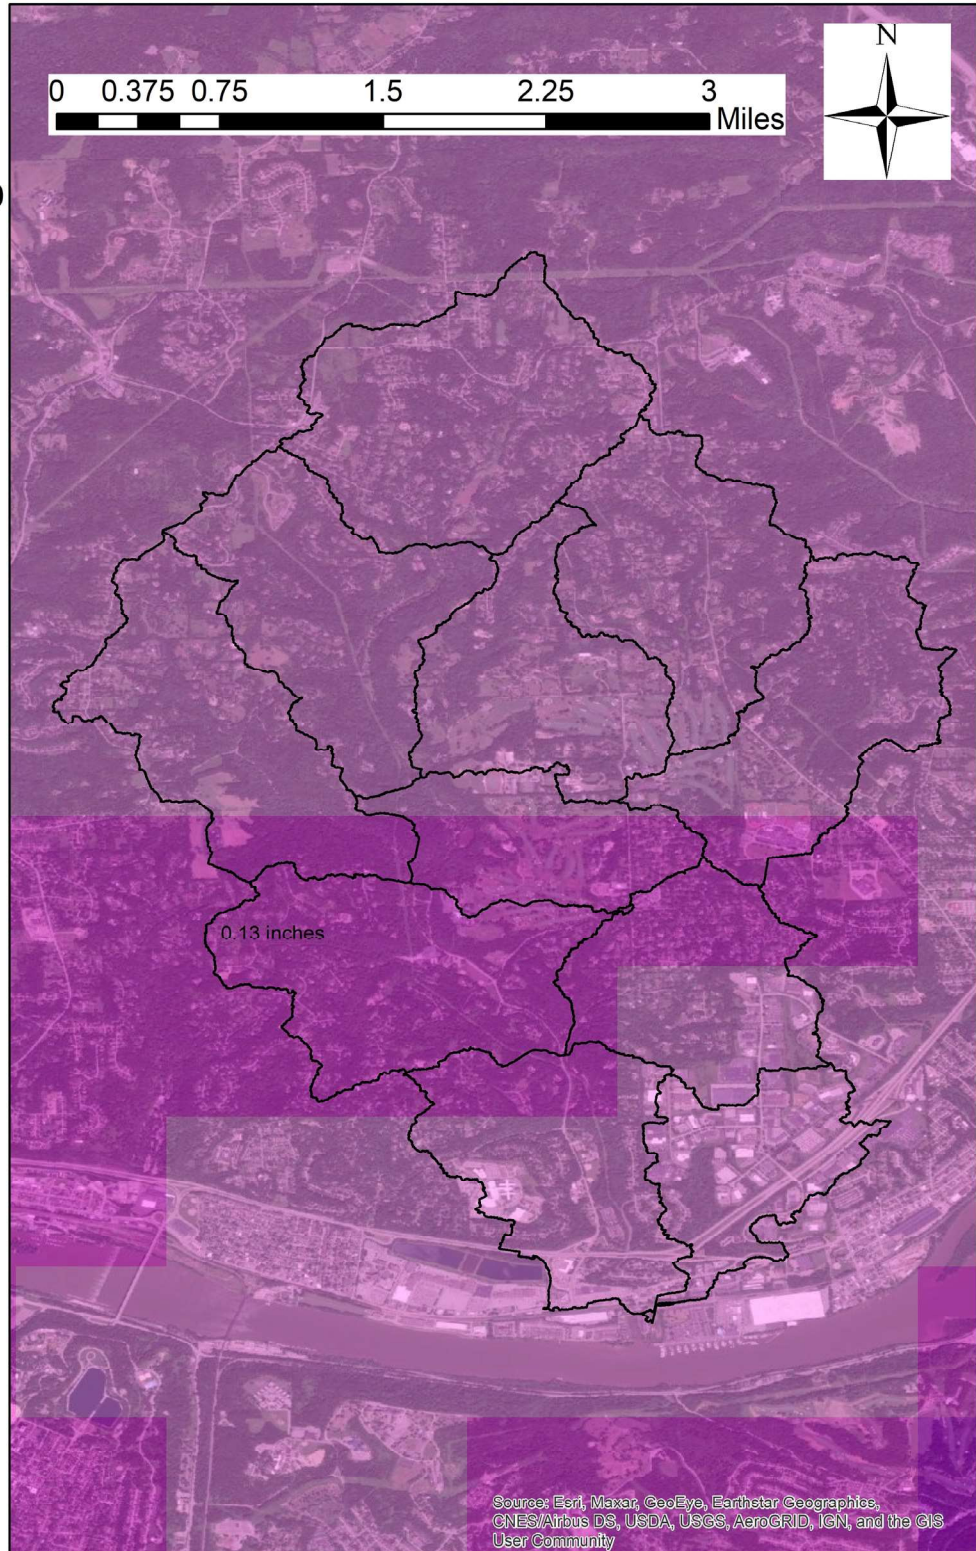 N
0 0.375 0.75 1.5 2.25 3
Miles
0.13 inches
Source: Esri, Maxar, GeoEye, Earthstar Geographics,
CNES/Airbus DS, USDA, USGS, AeroGRID, IGN, and the GIS
User Community